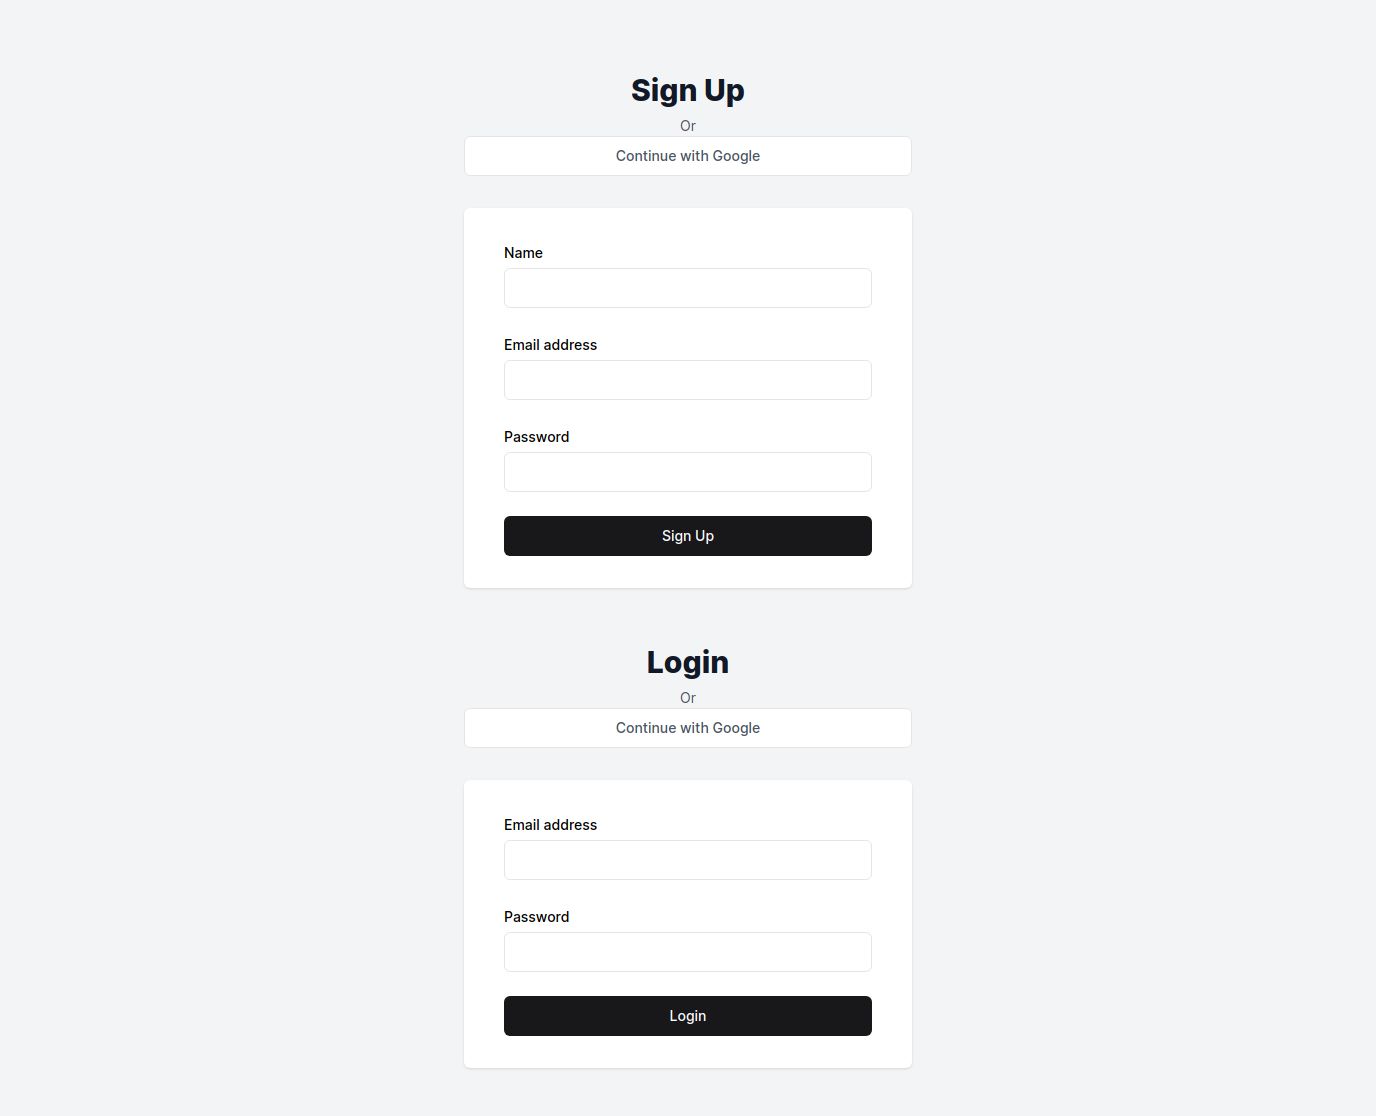 Sign Up
Or
Continue with Google
Name
Email address
Password
Sign Up
Login
Or
Continue with Google
Email address
Password
Login